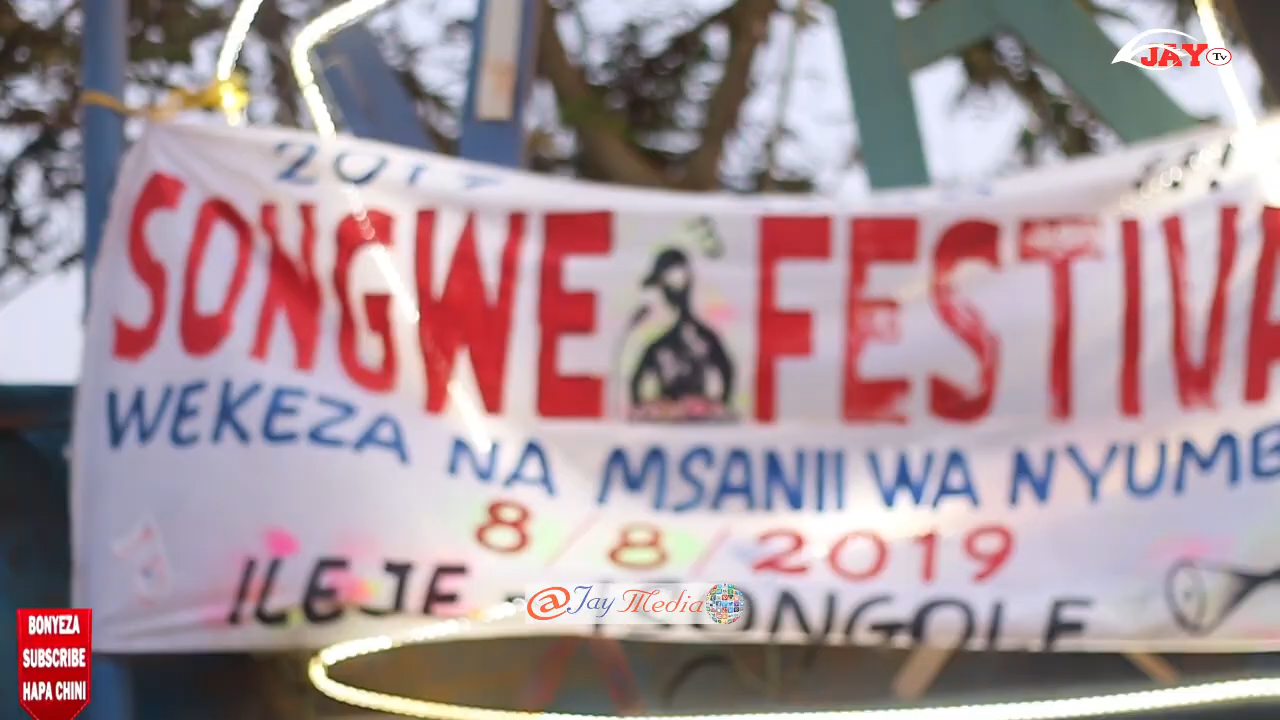 JAY Tv
SONGWE FESTIVA
WEKEZA NA MSANII WA NYUMB
8/8/2019
ILEJE
@Jay Media
BONYEZA
SUBSCRIBE
HAPA CHINI